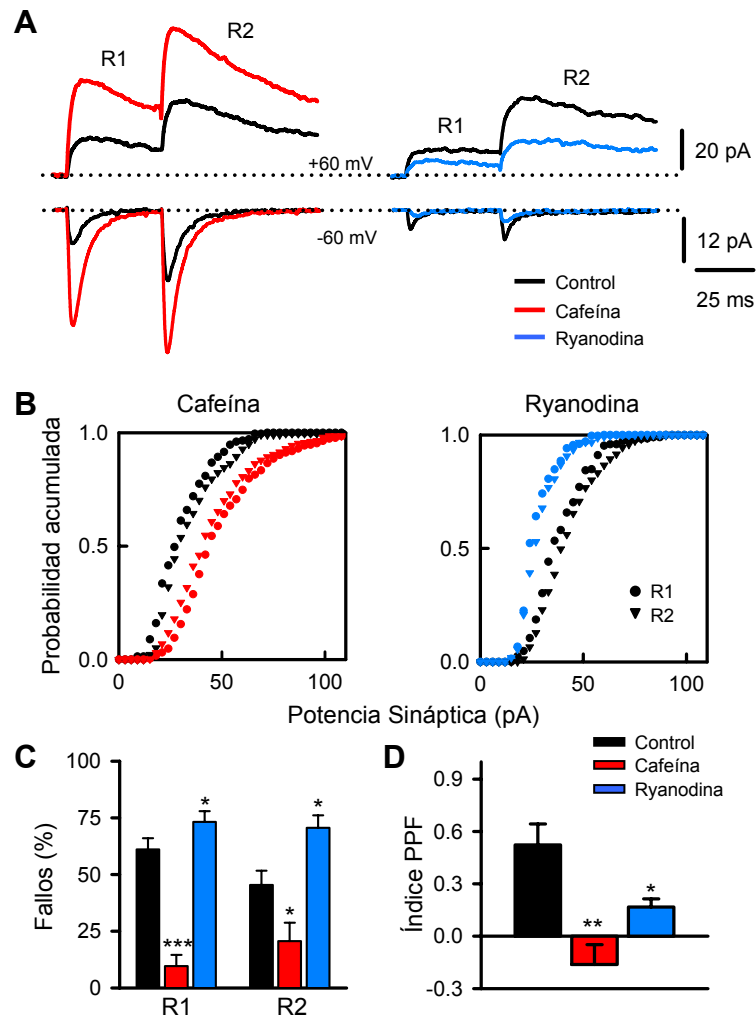 A
R1
R2
R1
R2
+60 mV
20 pA
-60 mV
12 pA
25 ms
Control
Cafeína
Ryanodina
B
Cafeína
Ryanodina
Probabilidad acumulada
1.0
0.5
0.0
0
50
100
1.0
0.5
0.0
0
50
100
R1
R2
Potencia Sináptica (pA)
C
Fallos (%)
100
75
50
25
0
***
*
*
*
R1
R2
D
Control
Cafeína
Ryanodina
Índice PPF
0.9
0.6
0.3
0.0
-0.3
**
*